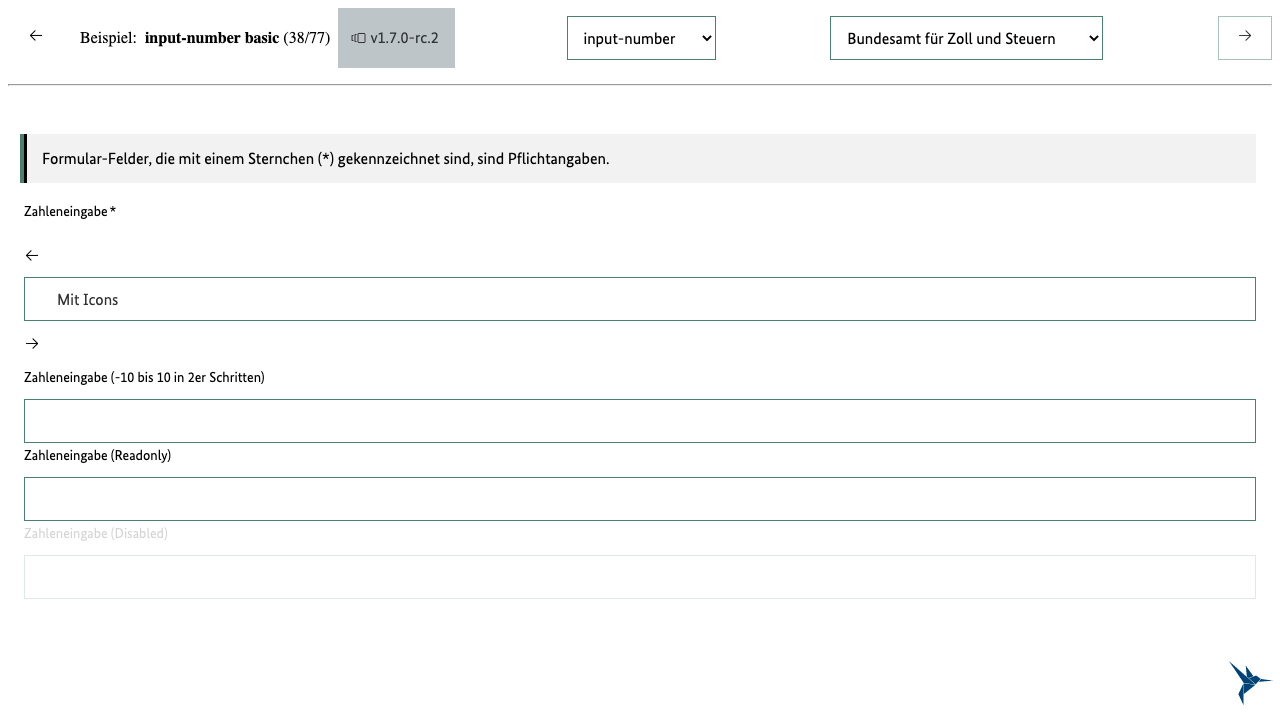 Beispiel: input-number basic (38/77) v1.7.0-rc.2 input-number Bundesamt für Zoll und Steuern
Formular-Felder, die mit einem Sternchen (*) gekennzeichnet sind, sind Pflichtangaben.
Zahleneingabe *
Mit Icons
Zahleneingabe (-10 bis 10 in 2er Schritten)
Zahleneingabe (Readonly)
Zahleneingabe (Disabled)